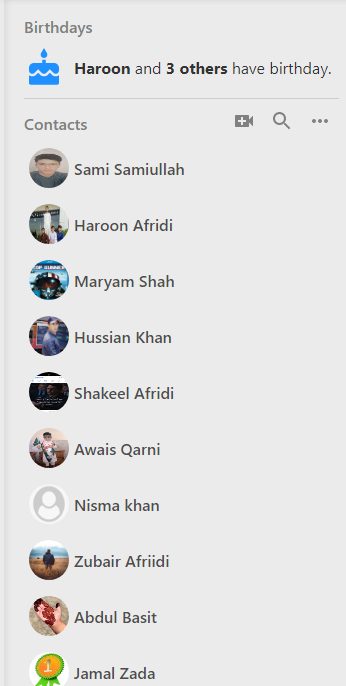 Birthdays
Haroon and 3 others have birthday.
Contacts
Sami Samiullah
Haroon Afridi
Maryam Shah
Hussian Khan
Shakeel Afridi
Awais Qarni
Nisma khan
Zubair Afriidi
Abdul Basit
1
Jamal Zada